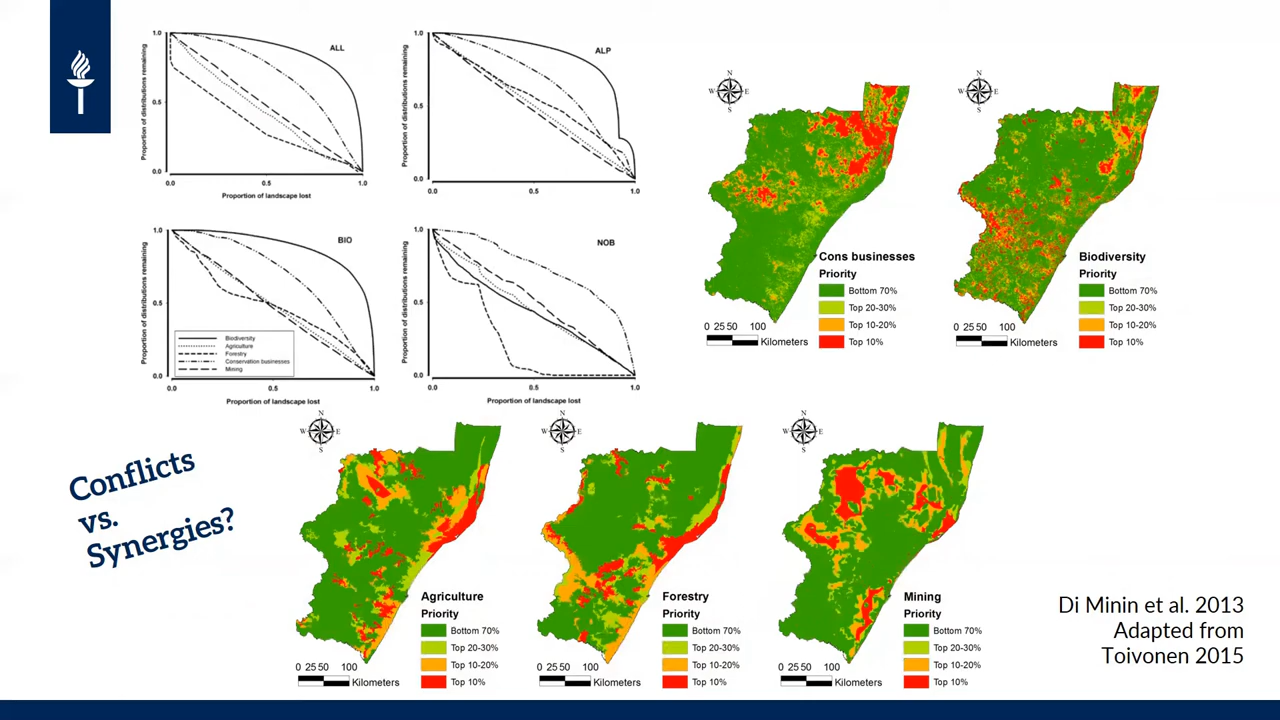 ALL
1.0
0.5
0.0
0.0
0.5
1.0
Proportion of distributions remaining
Proportion of landscape lost
ALP
1.0
0.5
0.0
0.0
0.5
1.0
Proportion of distributions remaining
Proportion of landscape lost
BIO
1.0
0.5
0.0
0.0
0.5
1.0
Proportion of distributions remaining
Proportion of landscape lost
Biodiversity
Agriculture
Forestry
Conservation businesses
Mining
NOB
1.0
0.5
0.0
0.0
0.5
1.0
Proportion of distributions remaining
Proportion of landscape lost
N
W E
S
Cons businesses
Priority
Bottom 70%
Top 20-30%
Top 10-20%
Top 10%
0 25 50 100
Kilometers
N
W E
S
Biodiversity
Priority
Bottom 70%
Top 20-30%
Top 10-20%
Top 10%
0 25 50 100
Kilometers
Conflicts
vs.
Synergies?
N
W E
S
Agriculture
Priority
Bottom 70%
Top 20-30%
Top 10-20%
Top 10%
0 25 50 100
Kilometers
N
W E
S
Forestry
Priority
Bottom 70%
Top 20-30%
Top 10-20%
Top 10%
0 25 50 100
Kilometers
N
W E
S
Mining
Priority
Bottom 70%
Top 20-30%
Top 10-20%
Top 10%
0 25 50 100
Kilometers
Di Minin et al. 2013
Adapted from
Toivonen 2015